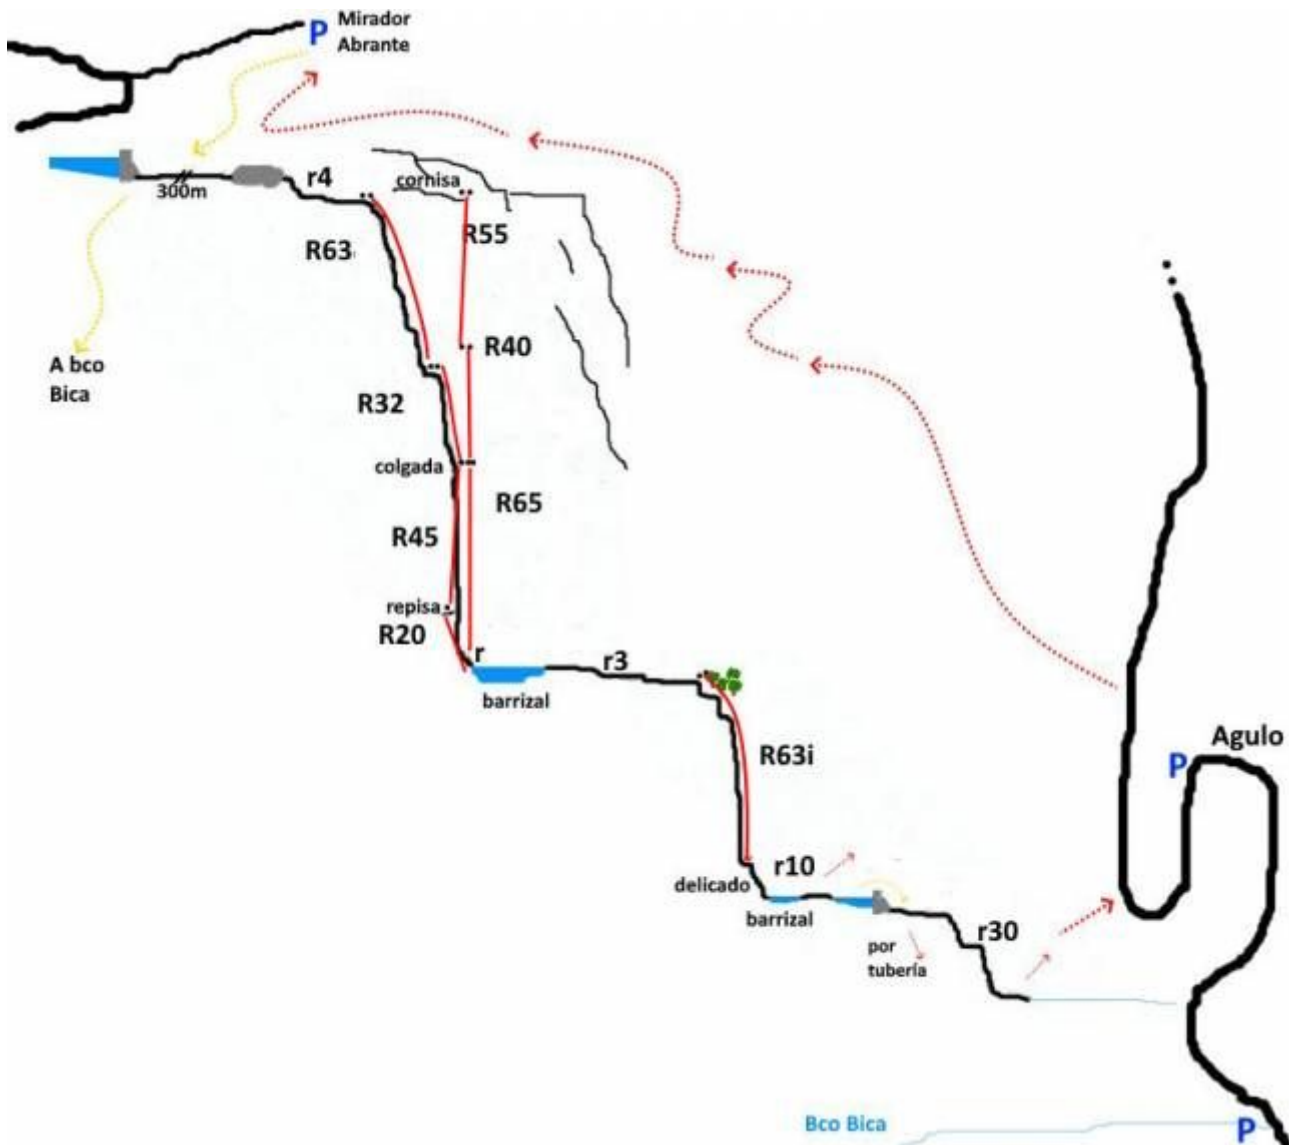 P
Mirador
Abrante
300m
r4
cornisa
R63
R55
A bco
Bica
R40
R32
colgada
R65
R45
repisa
R20
r
r3
barrizal
Agulo
P
R63i
r10
delicado
barrizal
r30
por
tubería
Bco Bica
P